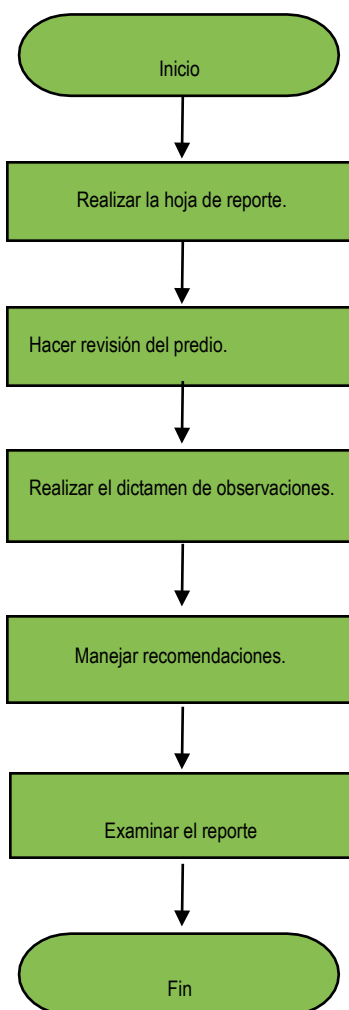 Inicio
Realizar la hoja de reporte.
Hacer revisión del predio.
Realizar el dictamen de observaciones.
Manejar recomendaciones.
Examinar el reporte
Fin